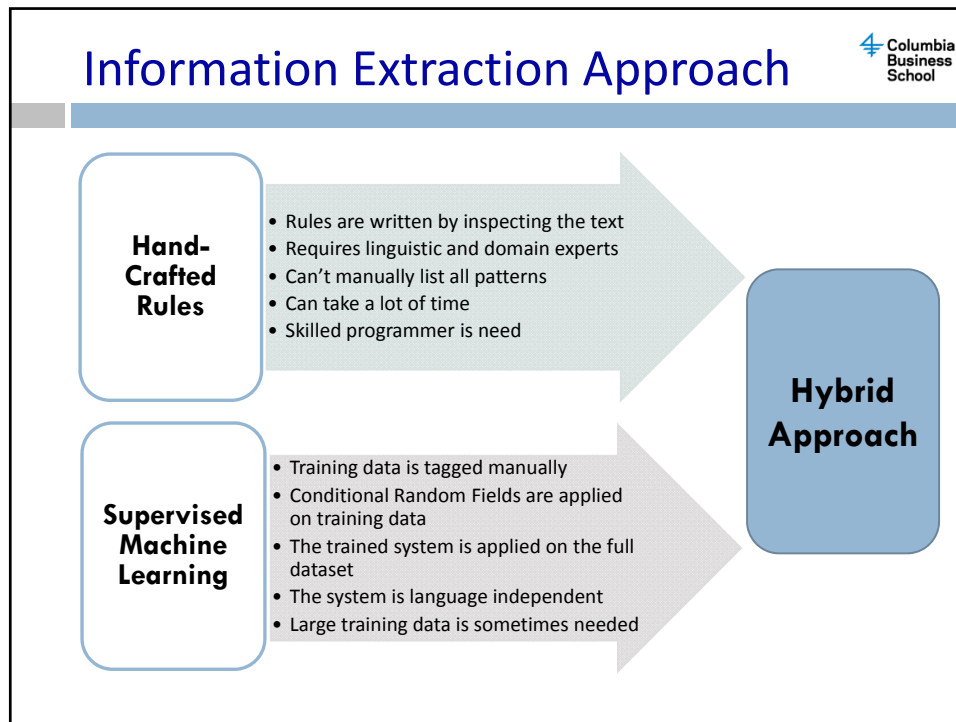 Information Extraction Approach
Columbia
Business
School
Hand-
Crafted
Rules
• Rules are written by inspecting the text
• Requires linguistic and domain experts
• Can't manually list all patterns
• Can take a lot of time
• Skilled programmer is need
Supervised
Machine
Learning
• Training data is tagged manually
• Conditional Random Fields are applied
on training data
• The trained system is applied on the full
dataset
• The system is language independent
• Large training data is sometimes needed
Hybrid
Approach